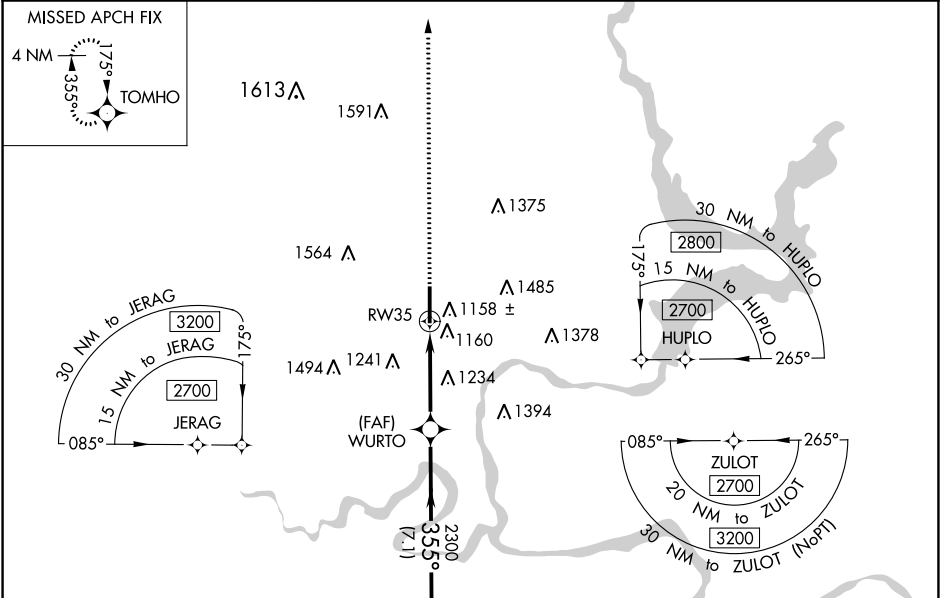 MISSED APCH FIX
4 NM
175°
355°
TOMHO
1613
1591
1375
1564
1485
RW35
1158 ±
1160
1378
1494
1241
1234
1394
(FAF)
WURTO
2300
355°
(7.1)
30 NM to JERAG
3200
175°
15 NM to JERAG
2700
JERAG
085°
30 NM to HUPLO
2800
175°
15 NM to HUPLO
2700
HUPLO
265°
085°
265°
ZULOT
2700
20 NM to ZULOT
3200
30 NM to ZULOT (NoPT)